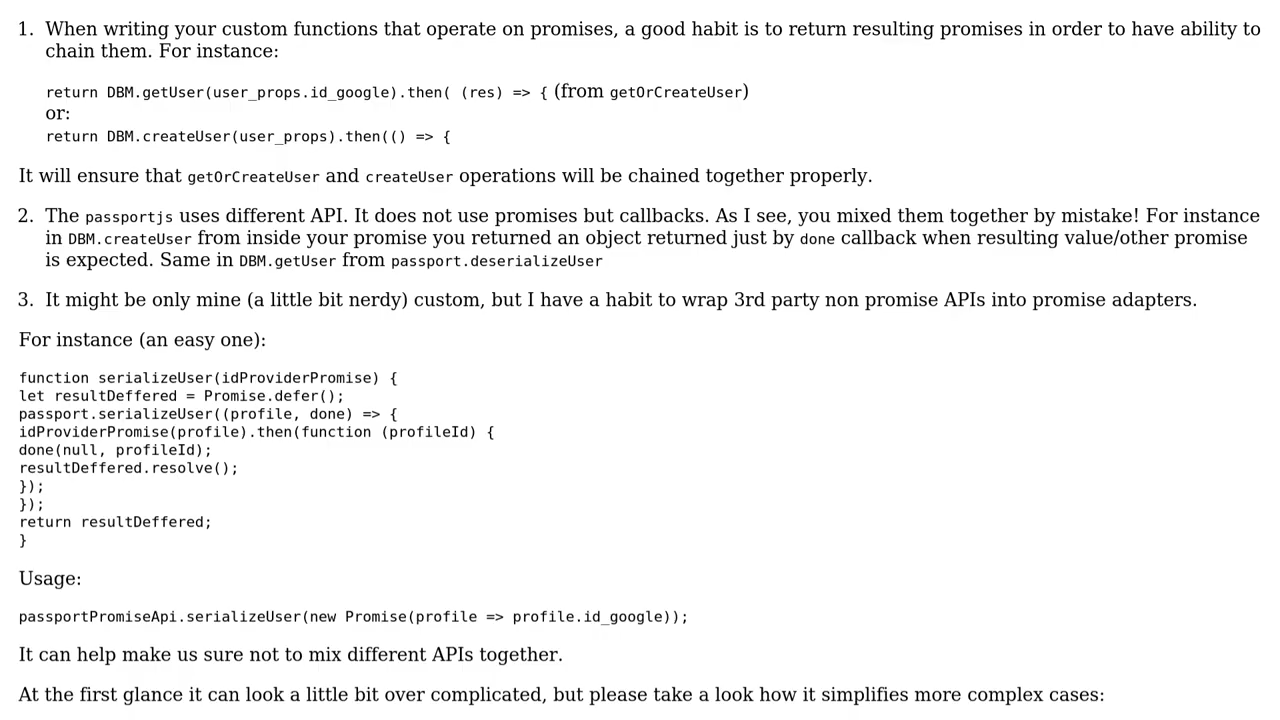 1. When writing your custom functions that operate on promises, a good habit is to return resulting promises in order to have ability to
chain them. For instance:
return DBM.getUser(user_props.id_google).then( (res) => { (from getOrCreateUser)
or:
return DBM.createUser(user_props).then(() => {
It will ensure that getOrCreateUser and createUser operations will be chained together properly.
2. The passportjs uses different API. It does not use promises but callbacks. As I see, you mixed them together by mistake! For instance
in DBM.createUser from inside your promise you returned an object returned just by done callback when resulting value/other promise
is expected. Same in DBM.getUser from passport.deserializeUser
3. It might be only mine (a little bit nerdy) custom, but I have a habit to wrap 3rd party non promise APIs into promise adapters.
For instance (an easy one):
function serializeUser(idProviderPromise) {
let resultDeffered = Promise.defer();
passport.serializeUser((profile, done) => {
idProviderPromise(profile).then(function (profileId) {
done(null, profileId);
resultDeffered.resolve();
});
});
return resultDeffered;
}
Usage:
passportPromiseApi.serializeUser(new Promise(profile => profile.id_google));
It can help make us sure not to mix different APIs together.
At the first glance it can look a little bit over complicated, but please take a look how it simplifies more complex cases: